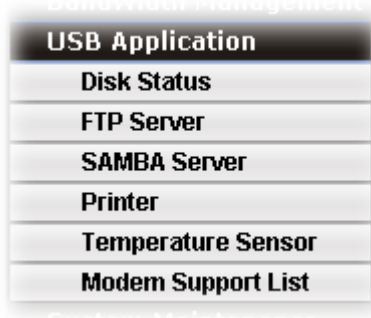 USB Application
Disk Status
FTP Server
SAMBA Server
Printer
Temperature Sensor
Modem Support List